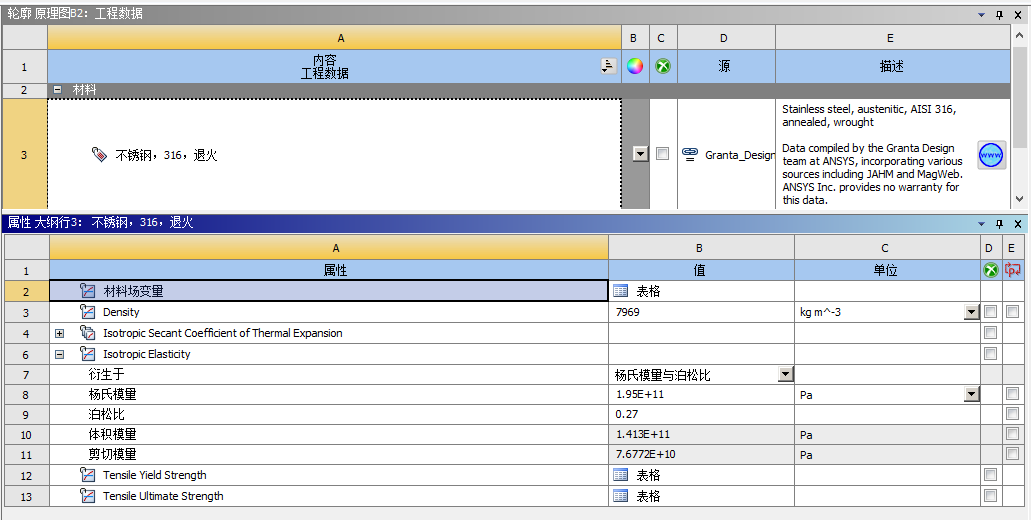 轮廓 原理图B2：工程数据
A B C D E
1 内容 源 描述
工程数据
2 材料
3 不锈钢，316，退火 Granta_Design
Stainless steel, austenitic, AISI 316,
annealed, wrought
Data compiled by the Granta Design
team at ANSYS, incorporating various
sources including JAHM and MagWeb.
ANSYS Inc. provides no warranty for
this data.
www
属性 大纲行3：不锈钢，316，退火
A B C D E
1 属性 值 单位
2 材料场变量 表格
3 Density 7969 kg m^-3
4 Isotropic Secant Coefficient of Thermal Expansion
6 Isotropic Elasticity
7 衍生于 杨氏模量与泊松比
8 杨氏模量 1.95E+11 Pa
9 泊松比 0.27
10 体积模量 1.413E+11 Pa
11 剪切模量 7.6772E+10 Pa
12 Tensile Yield Strength 表格
13 Tensile Ultimate Strength 表格